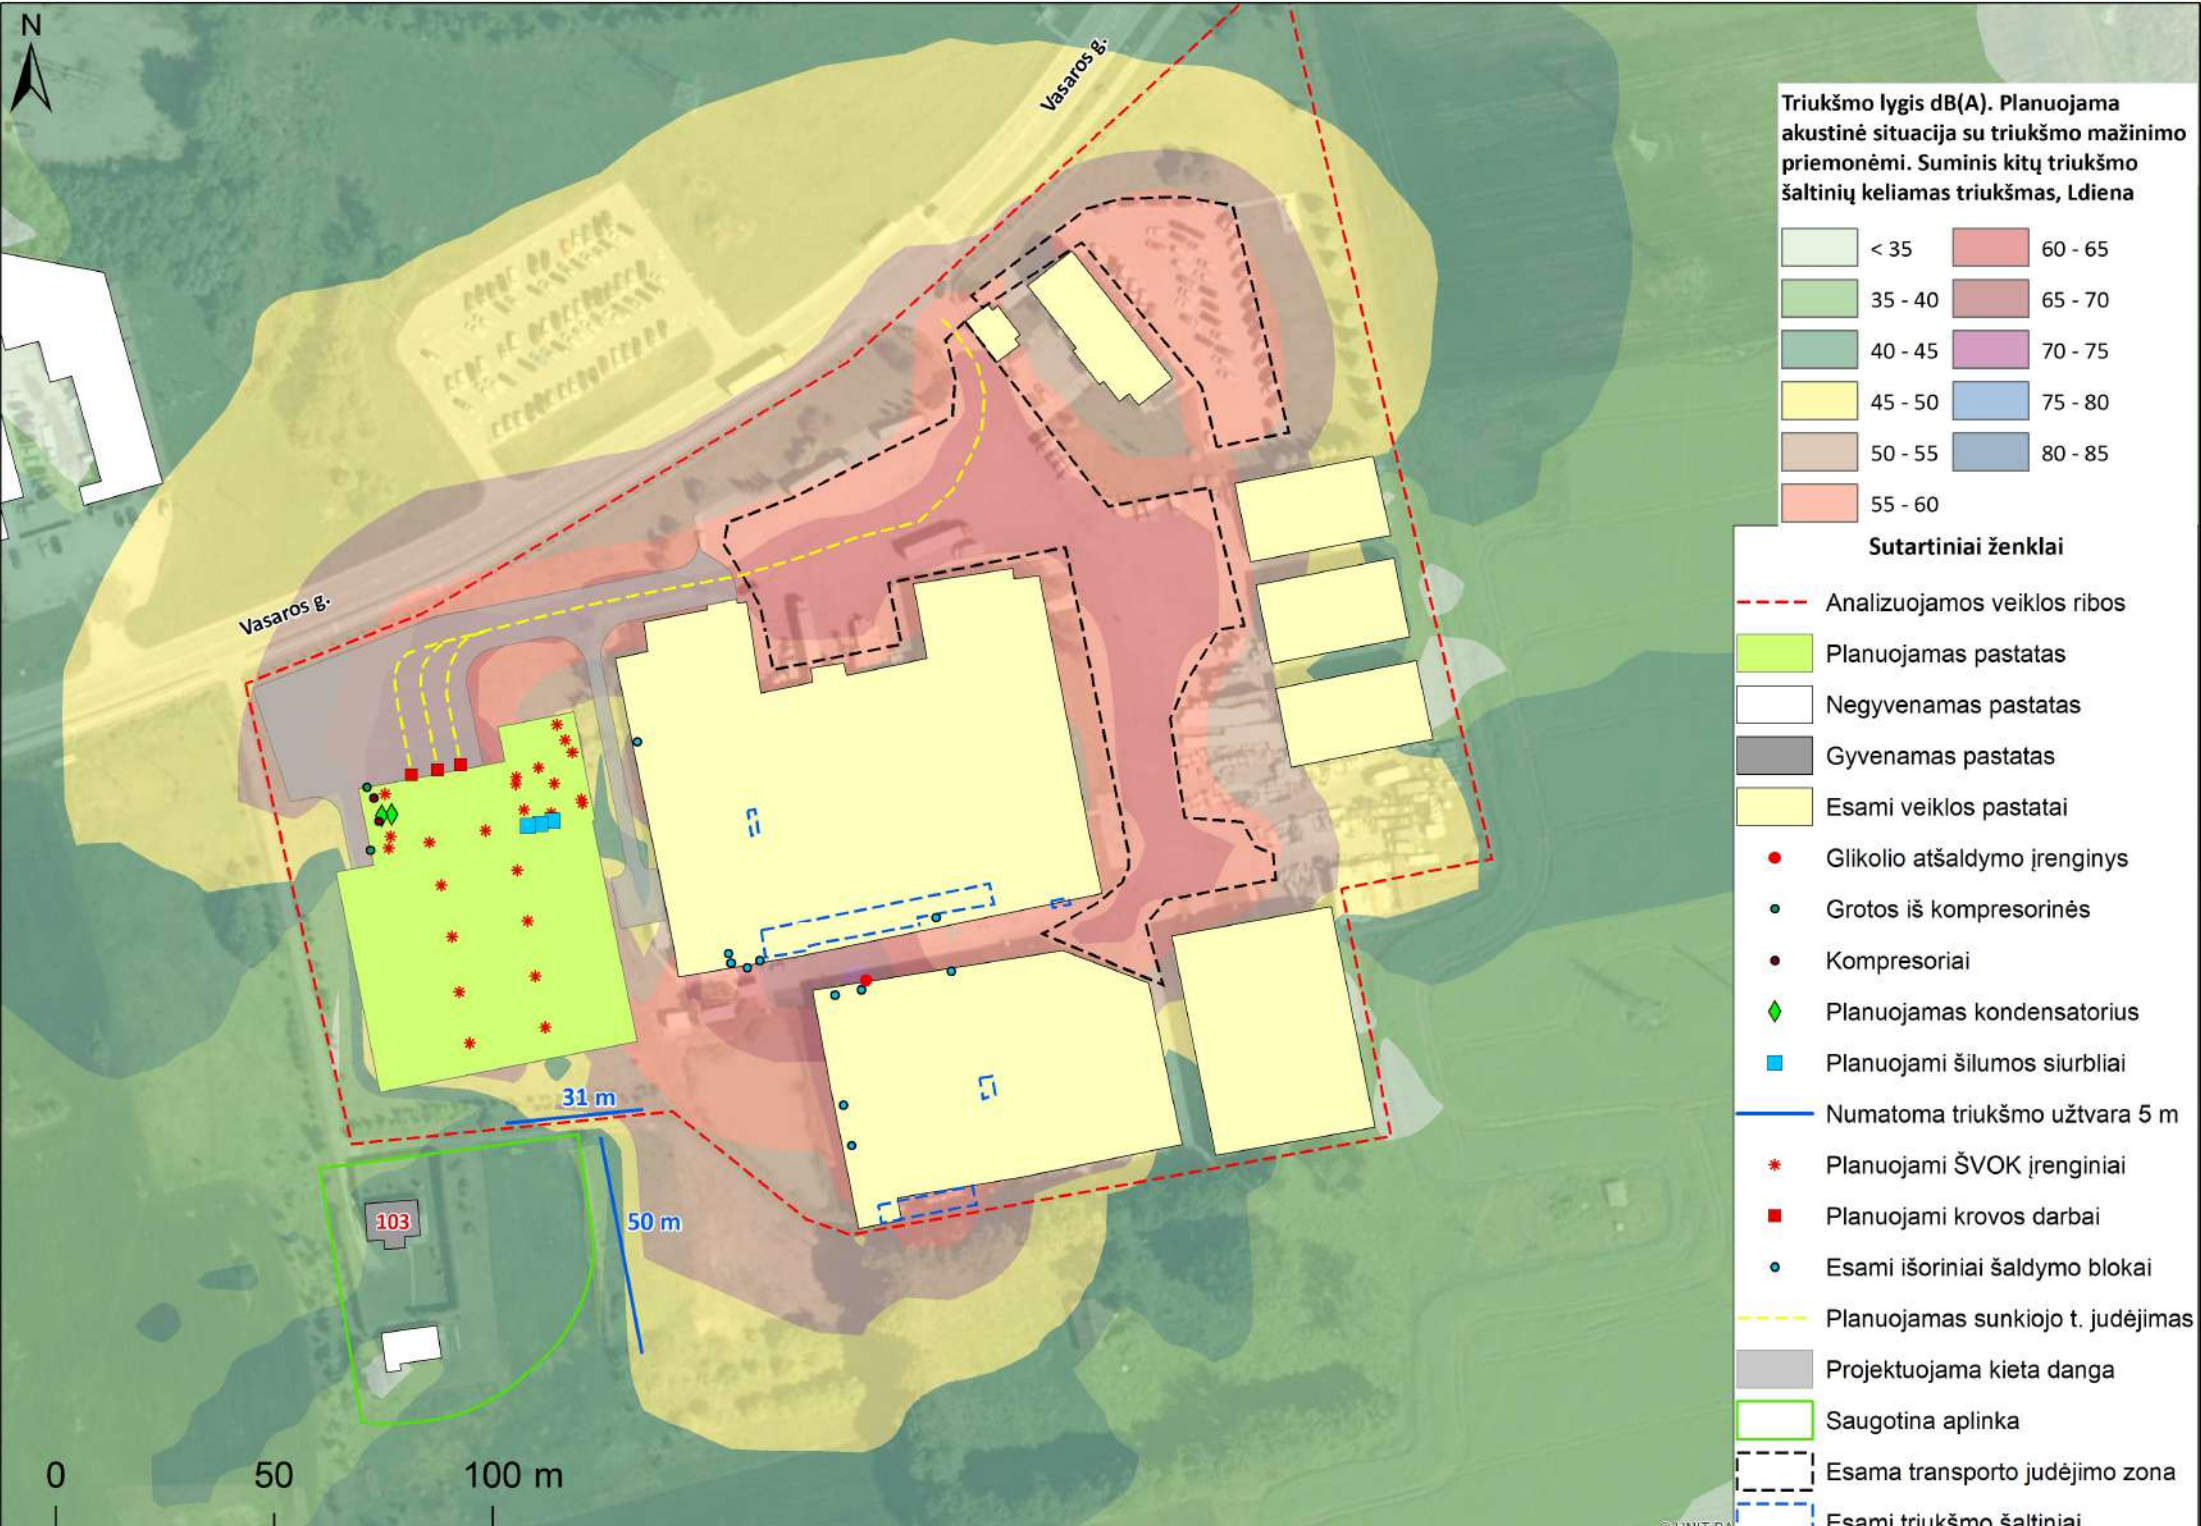 N
Vasaros g.
Triukšmo lygis dB(A). Planuojama
akustinė situacija su triukšmo mažinimo
priemonėmi. Suminis kitų triukšmo
šaltinių keliamas triukšmas, Ldiena
< 35
60 - 65
35 - 40
65 - 70
40 - 45
70 - 75
45 - 50
75 - 80
50 - 55
80 - 85
55 - 60
Sutartiniai ženklai
Analizuojamos veiklos ribos
Planuojamas pastatas
Negyvenamas pastatas
Gyvenamas pastatas
Esami veiklos pastatai
Glikolio atšaldymo įrenginys
Grotos iš kompresorinės
Kompresoriai
Planuojamas kondensatorius
Planuojami šilumos siurbliai
Numatoma triukšmo užtvara 5 m
Planuojami ŠVOK įrenginiai
Planuojami krovos darbai
Esami išoriniai šaldymo blokai
Planuojamas sunkiojo t. judėjimas
Projektuojama kieta danga
Saugotina aplinka
Esama transporto judėjimo zona
Esami triukšmo šaltiniai
Vasaros g.
31 m
103
50 m
0 50 100 m